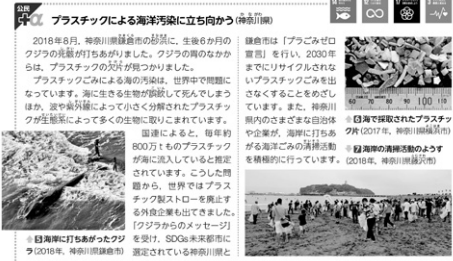 公民
+α
プラスチックによる海洋汚染に立ち向かう(神奈川県)
2018年8月，神奈川県鎌倉市の砂浜に，生後6か月の
クジラの死骸が打ちあがりました。クジラの胃のなかか
らは，プラスチックの欠片が見つかりました。
プラスチックごみによる海の汚染は，世界中で問題に
なっています。海に生きる生物が誤飲して死んでしまう
ほか，波や紫外線によって小さく分解されたプラスチッ
クが生態系によって多くの生物に取りこまれています。
国連によると，毎年約
800万tものプラスチック
が海に流入していると推定
されています。こうした問
題から，世界ではプラス
チック製ストローを廃止す
る外食企業も出てきました。
「クジラからのメッセージ」
を受け，SDGs未来都市に
選定されている神奈川県と
5 海岸に打ちあがったクジ
ラ(2018年，神奈川県鎌倉市)
鎌倉市は「プラごみゼロ
宣言」を行い，2030年
までにリサイクルされな
いプラスチックごみを出
さなくすることをめざし
ています。また，神奈川
県内のさまざまな自治体
や企業が，海岸に打ちあ
がる海洋ごみの清掃活動
を積極的に行っています。
80 90 100
6 海で採取されたプラスチッ
ク片(2017年，神奈川県横浜市)
7 海岸の清掃活動のようす
(2018年，神奈川県藤沢市)